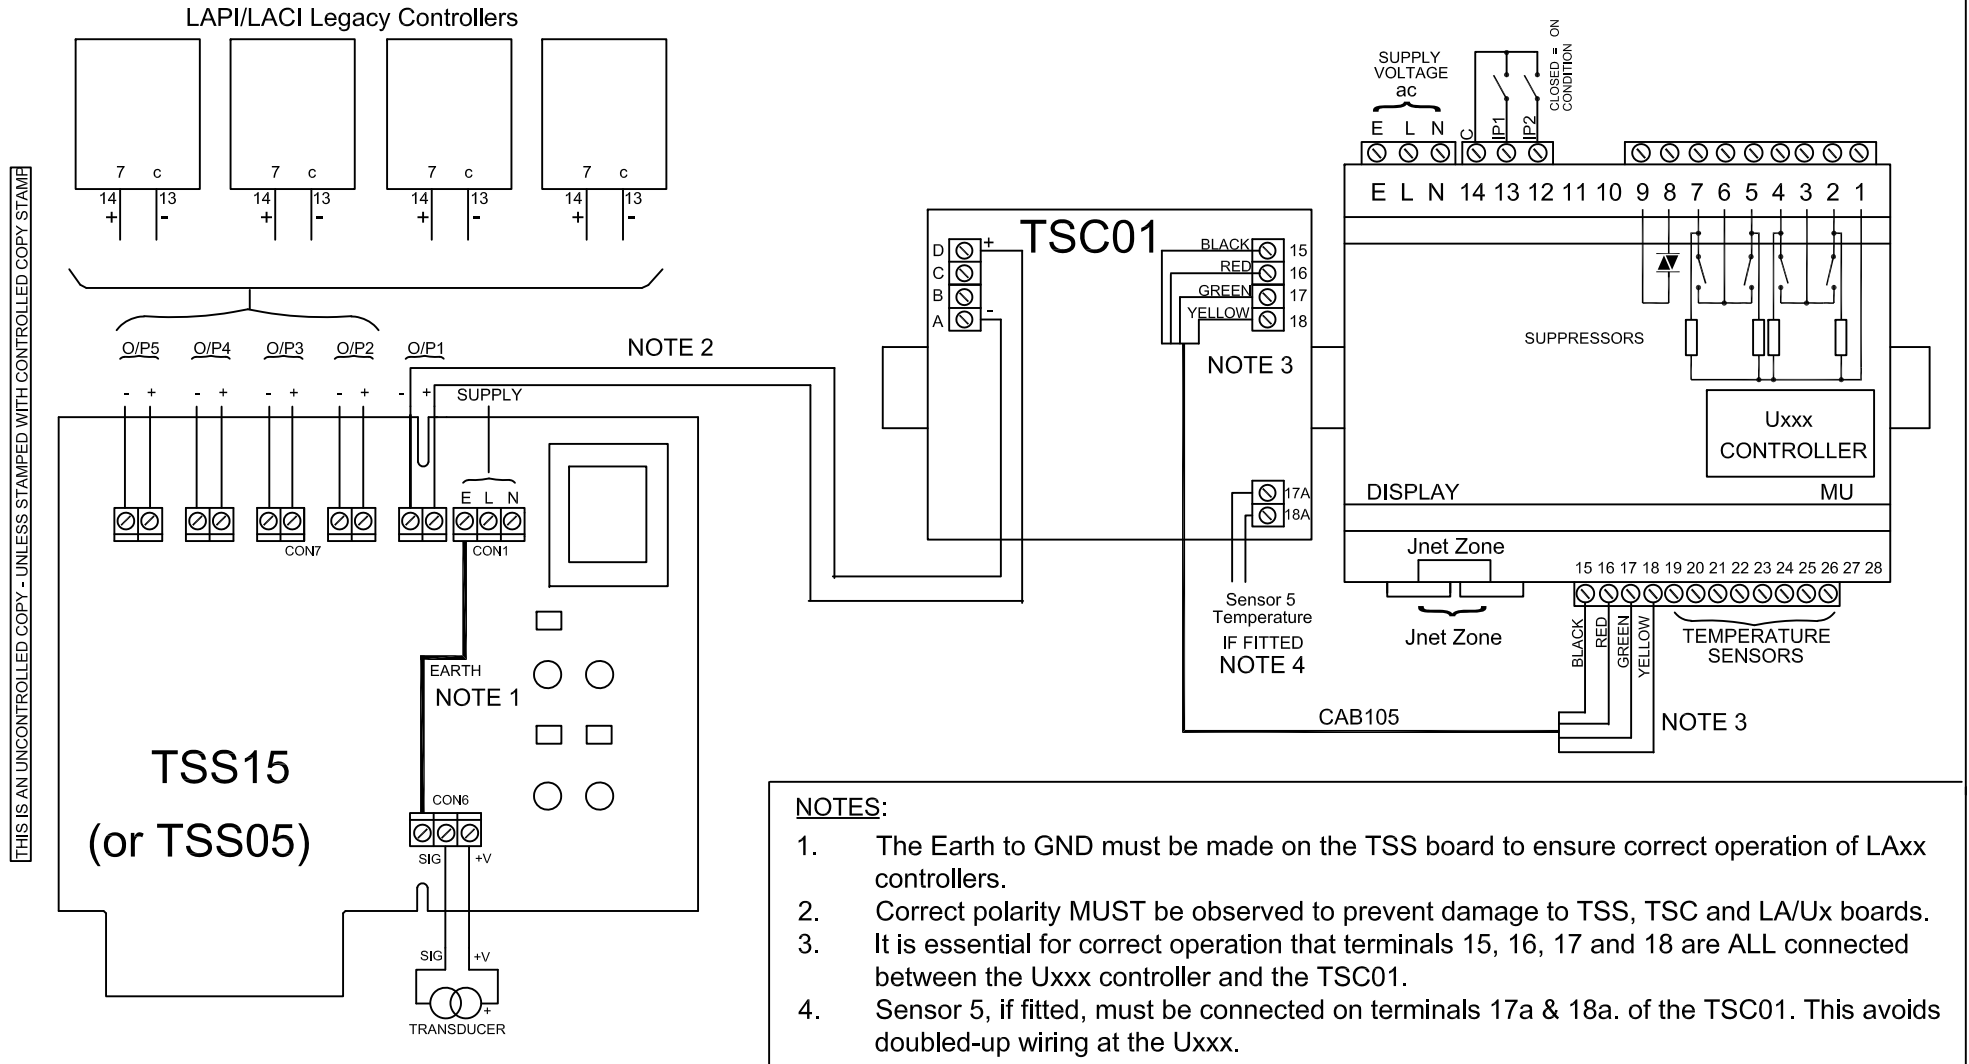 LAPI/LACI Legacy Controllers
7 c 7 c 7 c 7 c
14 13 14 13 14 13 14 13
+ - + - + - + -
THIS IS AN UNCONTROLLED COPY - UNLESS STAMPED WITH CONTROLLED COPY STAMP
O/P5 O/P4 O/P3 O/P2 O/P1
- + - + - + - + - +
NOTE 2
SUPPLY
E L N
CON7 CON1
EARTH
NOTE 1
TSS15
(or TSS05)
CON6
SIG +V
SIG +V
+
TRANSDUCER
TSC01
D +
C
B
A -
BLACK 15
RED 16
GREEN 17
YELLOW 18
NOTE 3
17A
18A
Sensor 5
Temperature
IF FITTED
NOTE 4
CAB105
SUPPLY
VOLTAGE
ac
E L N
C IP1 IP2
CLOSED = ON
CONDITION
E L N 14 13 12 11 10 9 8 7 6 5 4 3 2 1
SUPPRESSORS
Uxxx
CONTROLLER
DISPLAY MU
Jnet Zone
15 16 17 18 19 20 21 22 23 24 25 26 27 28
Jnet Zone
BLACK
RED
GREEN
YELLOW
TEMPERATURE
SENSORS
NOTE 3
NOTES:
1. The Earth to GND must be made on the TSS board to ensure correct operation of LAxx
controllers.
2. Correct polarity MUST be observed to prevent damage to TSS, TSC and LA/Ux boards.
3. It is essential for correct operation that terminals 15, 16, 17 and 18 are ALL connected
between the Uxxx controller and the TSC01.
4. Sensor 5, if fitted, must be connected on terminals 17a & 18a. of the TSC01. This avoids
doubled-up wiring at the Uxxx.